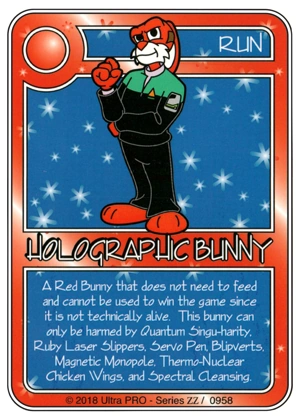 RUN
HOLOGRAPHIC BUNNY
A Red Bunny that does not need to feed
and cannot be used to win the game since
it is not technically alive. This bunny can
only be harmed by Quantum Singu-harity,
Ruby Laser Slippers, Servo Pen, Blipverts,
Magnetic Monopole, Thermo-Nuclear
Chicken Wings, and Spectral Cleansing.
© 2018 Ultra PRO - Series ZZ / 0958